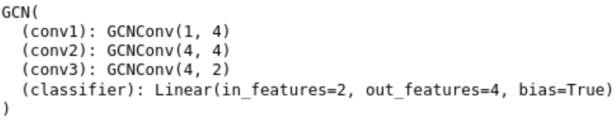 GCN(
  (conv1): GCNConv(1, 4)
  (conv2): GCNConv(4, 4)
  (conv3): GCNConv(4, 2)
  (classifier): Linear(in_features=2, out_features=4, bias=True)
)